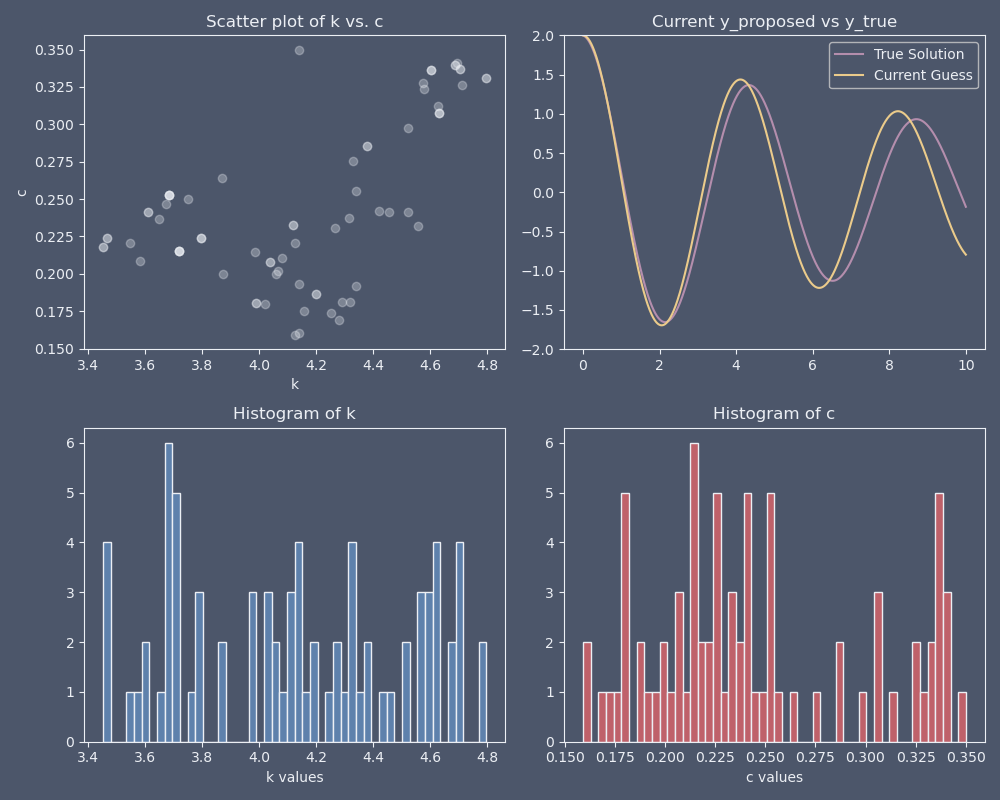 Scatter plot of k vs. c
0.350
0.325
0.300
0.275
0.250
0.225
0.200
0.175
0.150
c
3.4 3.6 3.8 4.0 4.2 4.4 4.6 4.8
k
Current y_proposed vs y_true
True Solution
Current Guess
2.0
1.5
1.0
0.5
0.0
−0.5
−1.0
−1.5
−2.0
0 2 4 6 8 10
Histogram of k
6
5
4
3
2
1
0
3.4 3.6 3.8 4.0 4.2 4.4 4.6 4.8
k values
Histogram of c
6
5
4
3
2
1
0
0.150 0.175 0.200 0.225 0.250 0.275 0.300 0.325 0.350
c values